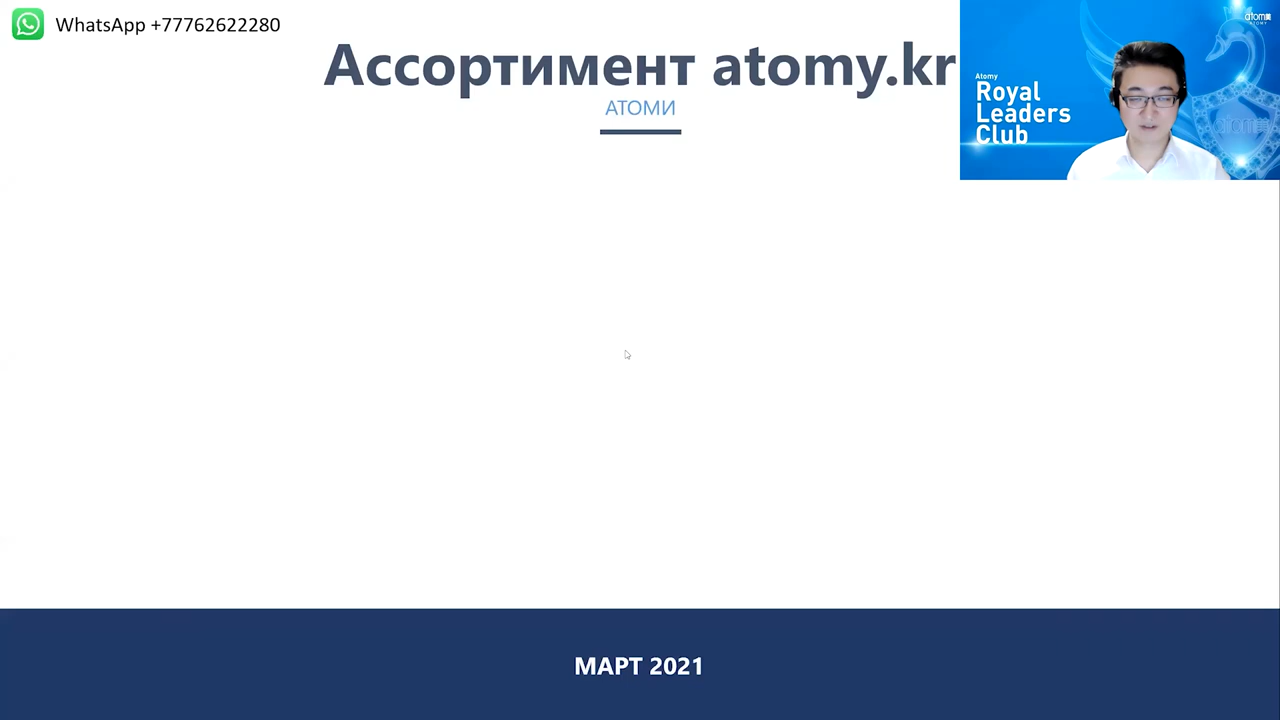 WhatsApp +77762622280
Ассортимент atomy.kr
АТОМИ
Atomy
Royal
Leaders
Club
МАРТ 2021